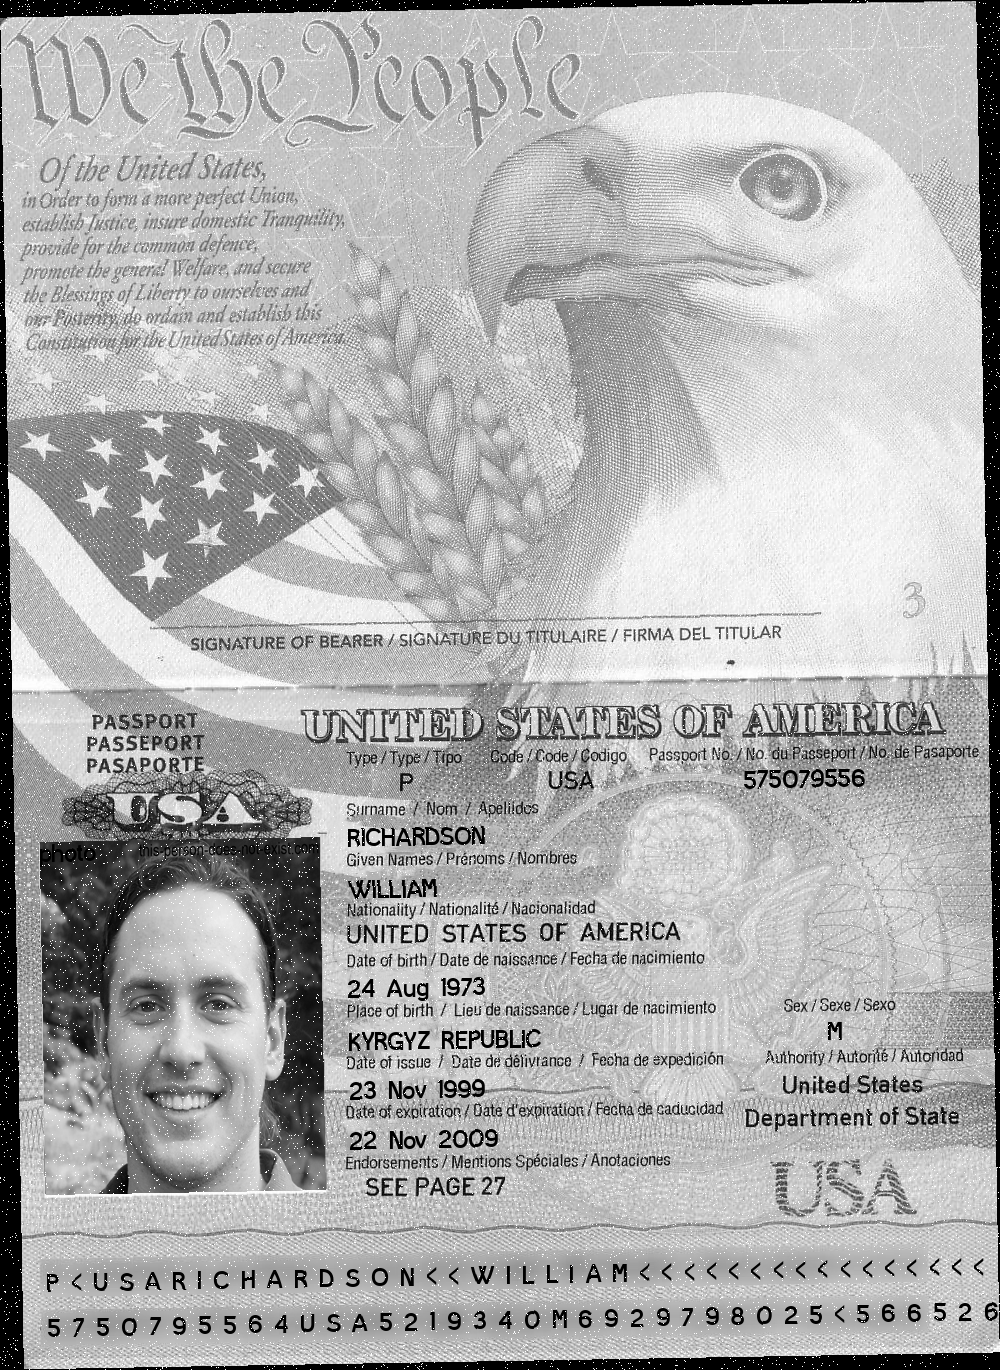 We the People
Of the United States,
in Order to form a more perfect Union,
establish Justice, insure domestic Tranquility,
provide for the common defence,
promote the general Welfare, and secure
the Blessings of Liberty to ourselves and
our Posterity, do ordain and establish this
Constitution for the United States of America.
3
SIGNATURE OF BEARER / SIGNATURE DU TITULAIRE / FIRMA DEL TITULAR
PASSPORT
PASSEPORT
PASAPORTE
USA
UNITED STATES OF AMERICA
Type / Type / Tipo Code / Code / Codigo Passport No. / No. du Passeport / No. de Pasaporte
P USA 575079556
Surname / Nom / Apellidos
RICHARDSON
Given Names / Prénoms / Nombres
WILLIAM
Nationality / Nationalité / Nacionalidad
UNITED STATES OF AMERICA
Date of birth / Date de naissance / Fecha de nacimiento
24 Aug 1973
Place of birth / Lieu de naissance / Lugar de nacimiento
KYRGYZ REPUBLIC
Date of issue / Date de délivrance / Fecha de expedición
23 Nov 1999
Date of expiration / Date d'expiration / Fecha de caducidad
22 Nov 2009
Endorsements / Mentions Spéciales / Anotaciones
SEE PAGE 27
Sex / Sexe / Sexo
M
Authority / Autorité / Autoridad
United States
Department of State
USA
photo: this-person-does-not-exist.com
P<USARICHARDSON<<WILLIAM<<<<<<<<<<<<<<<<
5750795564USA5219340M6929798025<566526